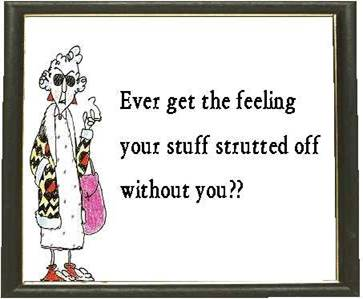 Ever get the feeling
your stuff strutted off
without you??